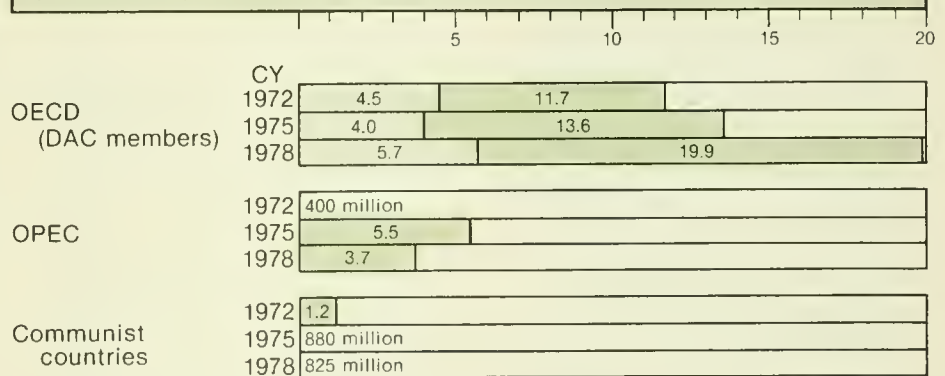 5 10 15 20
CY
OECD
(DAC members)
1972 4.5 11.7
1975 4.0 13.6
1978 5.7 19.9
OPEC
1972 400 million
1975 5.5
1978 3.7
Communist
countries
1972 1.2
1975 880 million
1978 825 million